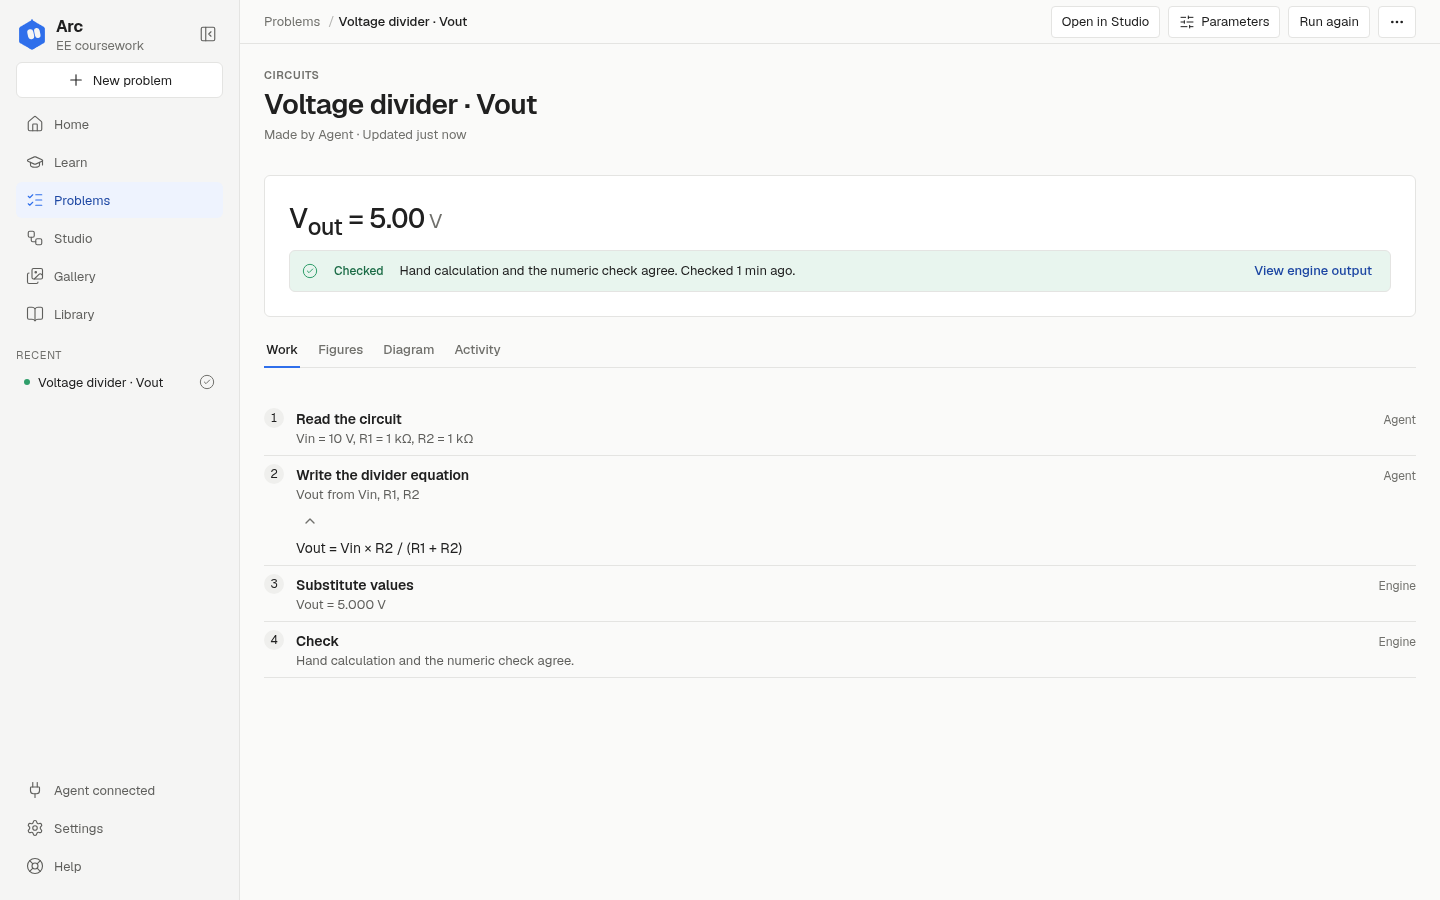 Arc
EE coursework
New problem
Home
Learn
Problems
Studio
Gallery
Library
RECENT
Voltage divider · Vout
Agent connected
Settings
Help
Problems / Voltage divider · Vout
Open in Studio
Parameters
Run again
CIRCUITS
Voltage divider · Vout
Made by Agent · Updated just now
Vout = 5.00 V
Checked Hand calculation and the numeric check agree. Checked 1 min ago. View engine output
Work Figures Diagram Activity
1 Read the circuit Agent
Vin = 10 V, R1 = 1 kΩ, R2 = 1 kΩ
2 Write the divider equation Agent
Vout from Vin, R1, R2
Vout = Vin × R2 / (R1 + R2)
3 Substitute values Engine
Vout = 5.000 V
4 Check Engine
Hand calculation and the numeric check agree.